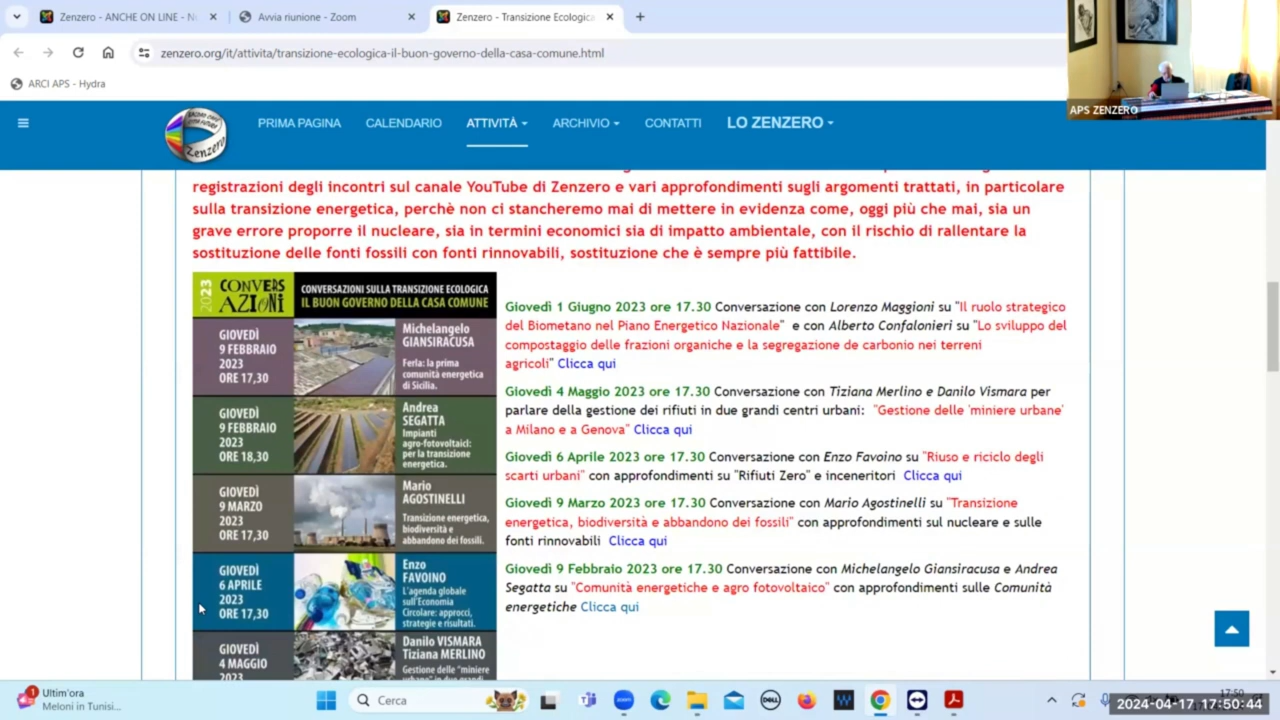 Zenzero - ANCHE ON LINE - N
Avvia riunione - Zoom
Zenzero - Transizione Ecologica
zenzero.org/it/attivita/transizione-ecologica-il-buon-governo-della-casa-comune.html
ARCI APS - Hydra
APS ZENZERO
Zenzero
PRIMA PAGINA
CALENDARIO
ATTIVITÀ
ARCHIVIO
CONTATTI
LO ZENZERO
registrazioni degli incontri sul canale YouTube di Zenzero e vari approfondimenti sugli argomenti trattati, in particolare
sulla transizione energetica, perchè non ci stancheremo mai di mettere in evidenza come, oggi più che mai, sia un
grave errore proporre il nucleare, sia in termini economici sia di impatto ambientale, con il rischio di rallentare la
sostituzione delle fonti fossili con fonti rinnovabili, sostituzione che è sempre più fattibile.
2023
CONVERS
AZIONI
CONVERSAZIONI SULLA TRANSIZIONE ECOLOGICA
IL BUON GOVERNO DELLA CASA COMUNE
GIOVEDÌ
9 FEBBRAIO
2023
ORE 17,30
Michelangelo
GIANSIRACUSA
Ferla: la prima
comunità energetica
di Sicilia.
GIOVEDÌ
9 FEBBRAIO
2023
ORE 18,30
Andrea
SEGATTA
Impianti
agro-fotovoltaici:
per la transizione
energetica.
GIOVEDÌ
9 MARZO
2023
ORE 17,30
Mario
AGOSTINELLI
Transizione energetica,
biodiversità e
abbandono dei fossili.
GIOVEDÌ
6 APRILE
2023
ORE 17,30
Enzo
FAVOINO
L'agenda globale
sull'Economia
Circolare: approcci,
strategie e risultati.
GIOVEDÌ
4 MAGGIO
2023
Danilo VISMARA
Tiziana MERLINO
Gestione delle "miniere
urbane" in due grandi
Giovedì 1 Giugno 2023 ore 17.30 Conversazione con Lorenzo Maggioni su "Il ruolo strategico
del Biometano nel Piano Energetico Nazionale" e con Alberto Confalonieri su "Lo sviluppo del
compostaggio delle frazioni organiche e la segregazione de carbonio nei terreni
agricoli" Clicca qui
Giovedì 4 Maggio 2023 ore 17.30 Conversazione con Tiziana Merlino e Danilo Vismara per
parlare della gestione dei rifiuti in due grandi centri urbani: "Gestione delle 'miniere urbane'
a Milano e a Genova" Clicca qui
Giovedì 6 Aprile 2023 ore 17.30 Conversazione con Enzo Favoino su "Riuso e riciclo degli
scarti urbani" con approfondimenti su "Rifiuti Zero" e inceneritori Clicca qui
Giovedì 9 Marzo 2023 ore 17.30 Conversazione con Mario Agostinelli su "Transizione
energetica, biodiversità e abbandono dei fossili" con approfondimenti sul nucleare e sulle
fonti rinnovabili Clicca qui
Giovedì 9 Febbraio 2023 ore 17.30 Conversazione con Michelangelo Giansiracusa e Andrea
Segatta su "Comunità energetiche e agro fotovoltaico" con approfondimenti sulle Comunità
energetiche Clicca qui
1
Ultim'ora
Meloni in Tunisi...
Cerca
DELL
17:50
2024-04-17, 17:50:44